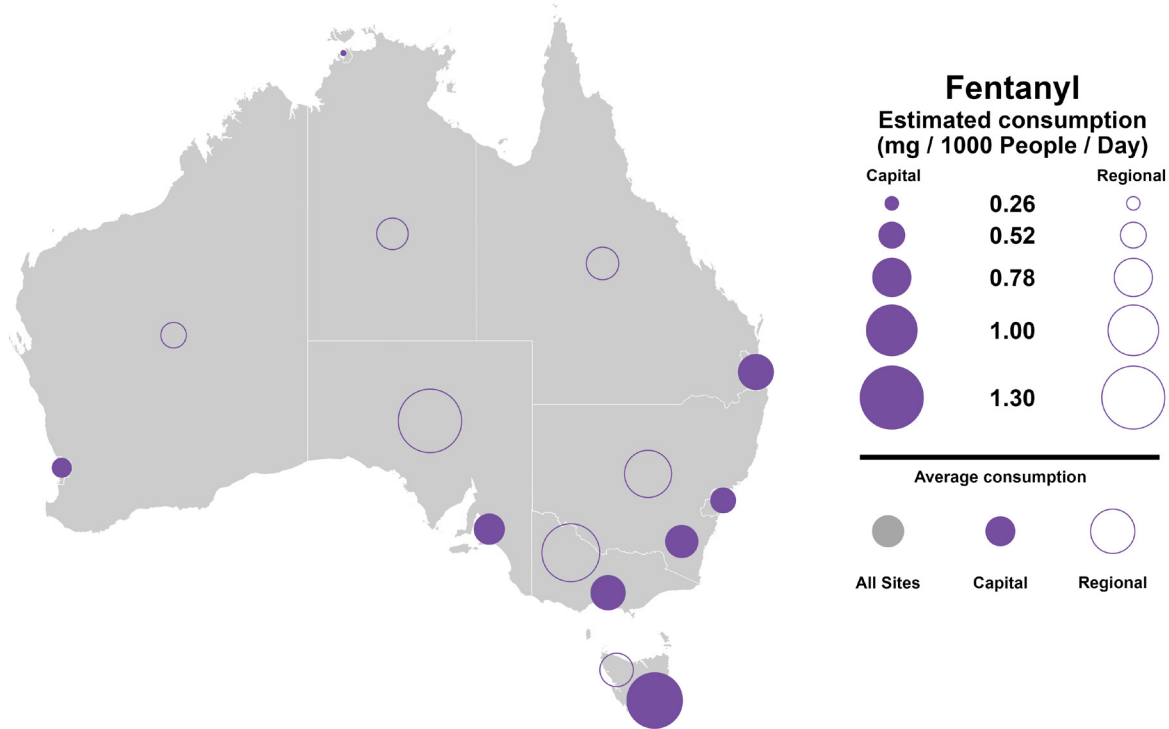 Fentanyl
Estimated consumption
(mg / 1000 People / Day)
Capital Regional
0.26
0.52
0.78
1.00
1.30
Average consumption
All Sites Capital Regional